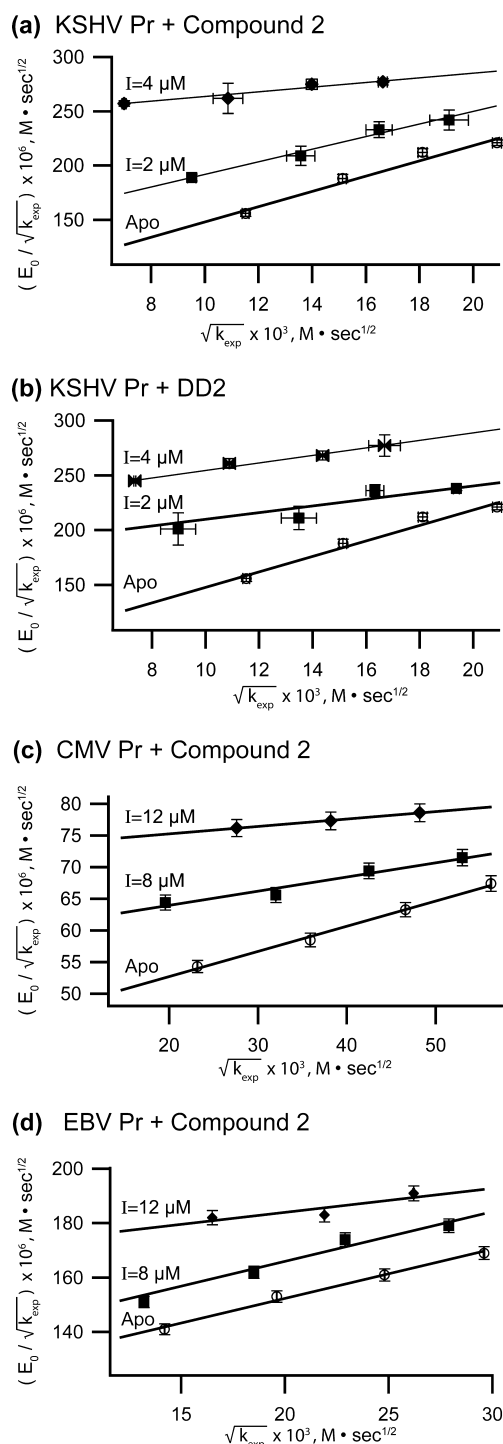 (a) KSHV Pr + Compound 2
300
250
200
150
I=4 µM
I=2 µM
Apo
( E0 / √kexp ) x 10⁶, M • sec1/2
8 10 12 14 16 18 20
√kexp x 10³, M • sec1/2
(b) KSHV Pr + DD2
300
250
200
150
I=4 µM
I=2 µM
Apo
( E0 / √kexp ) x 10⁶, M • sec1/2
8 10 12 14 16 18 20
√kexp x 10³, M • sec1/2
(c) CMV Pr + Compound 2
80
75
70
65
60
55
50
I=12 µM
I=8 µM
Apo
( E0 / √kexp ) x 10⁶, M • sec1/2
20 30 40 50
√kexp x 10³, M • sec1/2
(d) EBV Pr + Compound 2
200
180
160
140
I=12 µM
I=8 µM
Apo
( E0 / √kexp ) x 10⁶, M • sec1/2
15 20 25 30
√kexp x 10³, M • sec1/2